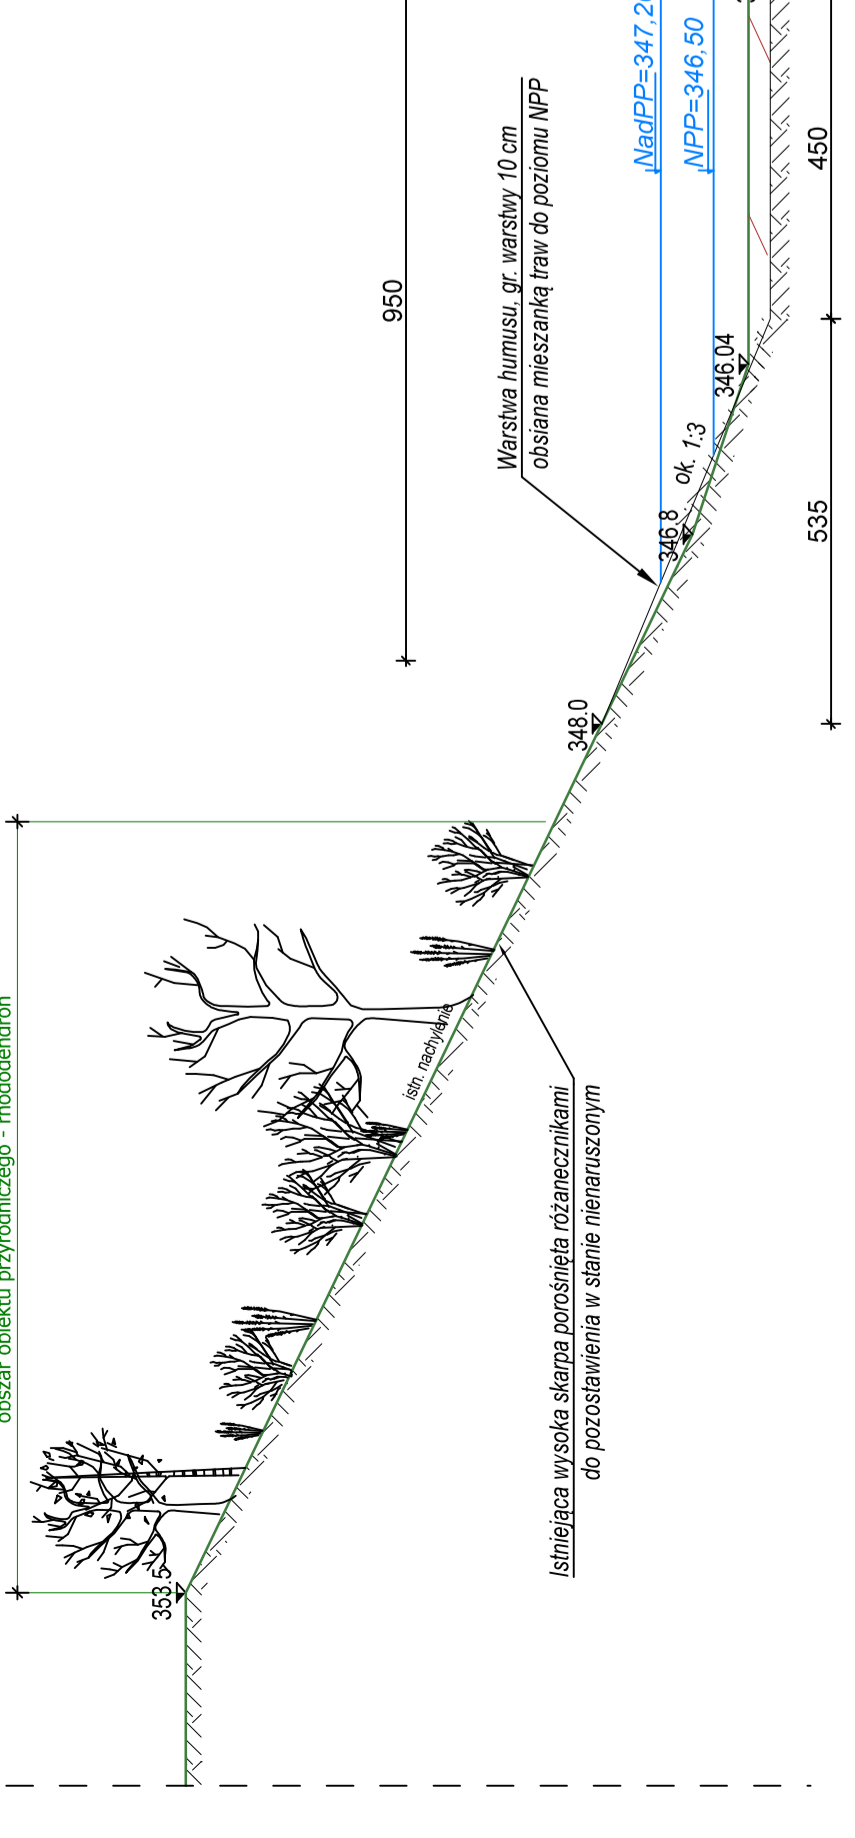 obszar obiektu przyrodniczego - rhododendron
353.5
istn. nachylenie
950
348.0
Warstwa humusu, gr. warstwy 10 cm
obsiana mieszanką traw do poziomu NPP
Istniejąca wysoka skarpa porośnięta różanecznikami
do pozostawienia w stanie nienaruszonym
NadPP=347,20
NPP=346,50
346.8
ok. 1:3
346.04
535
450